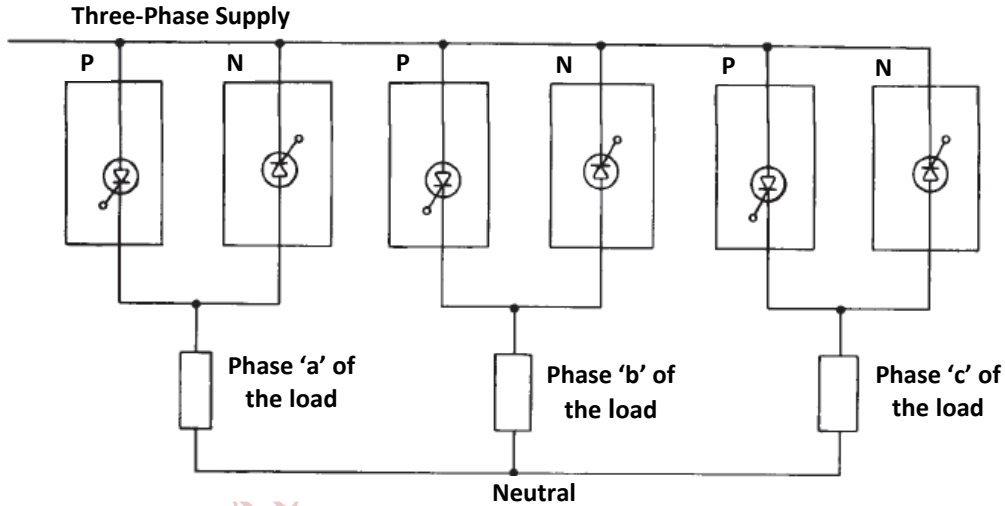 Three-Phase Supply
P N P N P N
Phase ‘a’ of
the load
Phase ‘b’ of
the load
Phase ‘c’ of
the load
Neutral